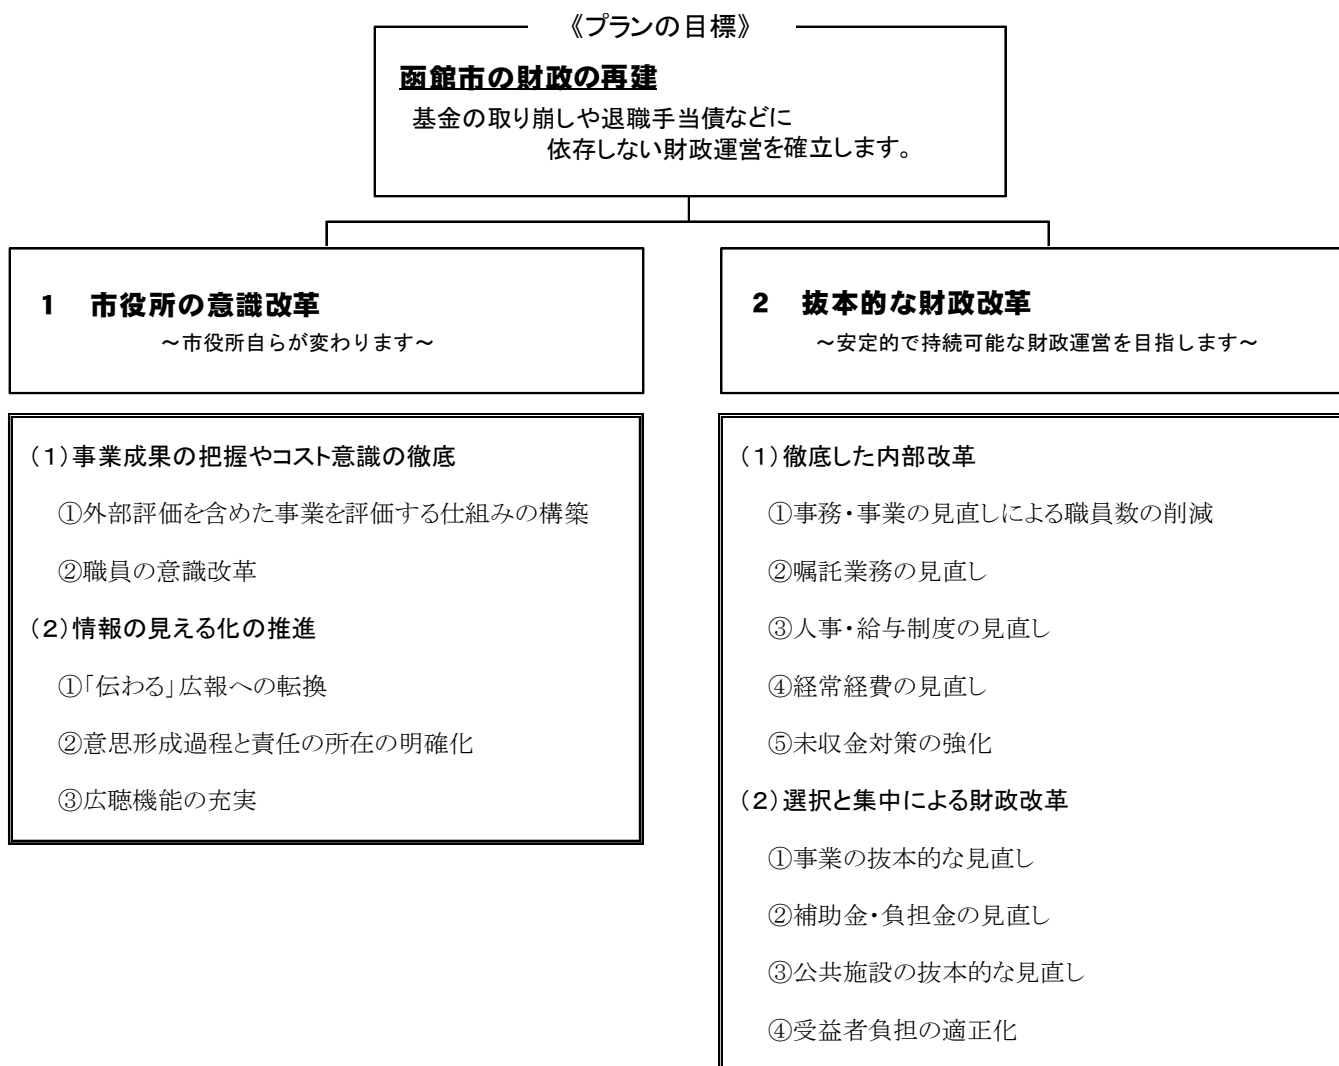 《プランの目標》
函館市の財政の再建
基金の取り崩しや退職手当債などに
依存しない財政運営を確立します。
1　市役所の意識改革
～市役所自らが変わります～
(1)事業成果の把握やコスト意識の徹底
①外部評価を含めた事業を評価する仕組みの構築
②職員の意識改革
(2)情報の見える化の推進
①「伝わる」広報への転換
②意思形成過程と責任の所在の明確化
③広聴機能の充実
2　抜本的な財政改革
～安定的で持続可能な財政運営を目指します～
(1)徹底した内部改革
①事務・事業の見直しによる職員数の削減
②嘱託業務の見直し
③人事・給与制度の見直し
④経常経費の見直し
⑤未収金対策の強化
(2)選択と集中による財政改革
①事業の抜本的な見直し
②補助金・負担金の見直し
③公共施設の抜本的な見直し
④受益者負担の適正化